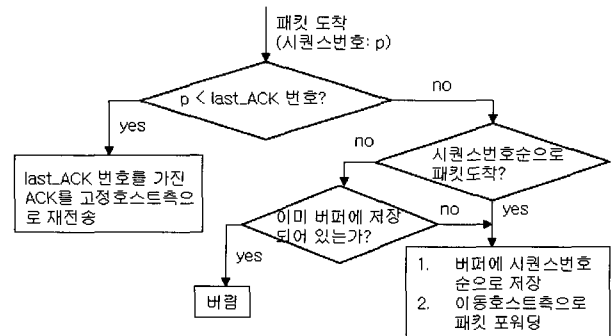 패킷 도착
(시퀀스번호: p)
p < last_ACK 번호?
no
yes
last_ACK 번호를 가진
ACK를 고정호스트측으
로 재전송
시퀀스번호순으로
패킷도착?
no
yes
이미 버퍼에 저장
되어 있는가?
no
yes
버림
1. 버퍼에 시퀀스번호
순으로 저장
2. 이동호스트측으로
패킷 포워딩